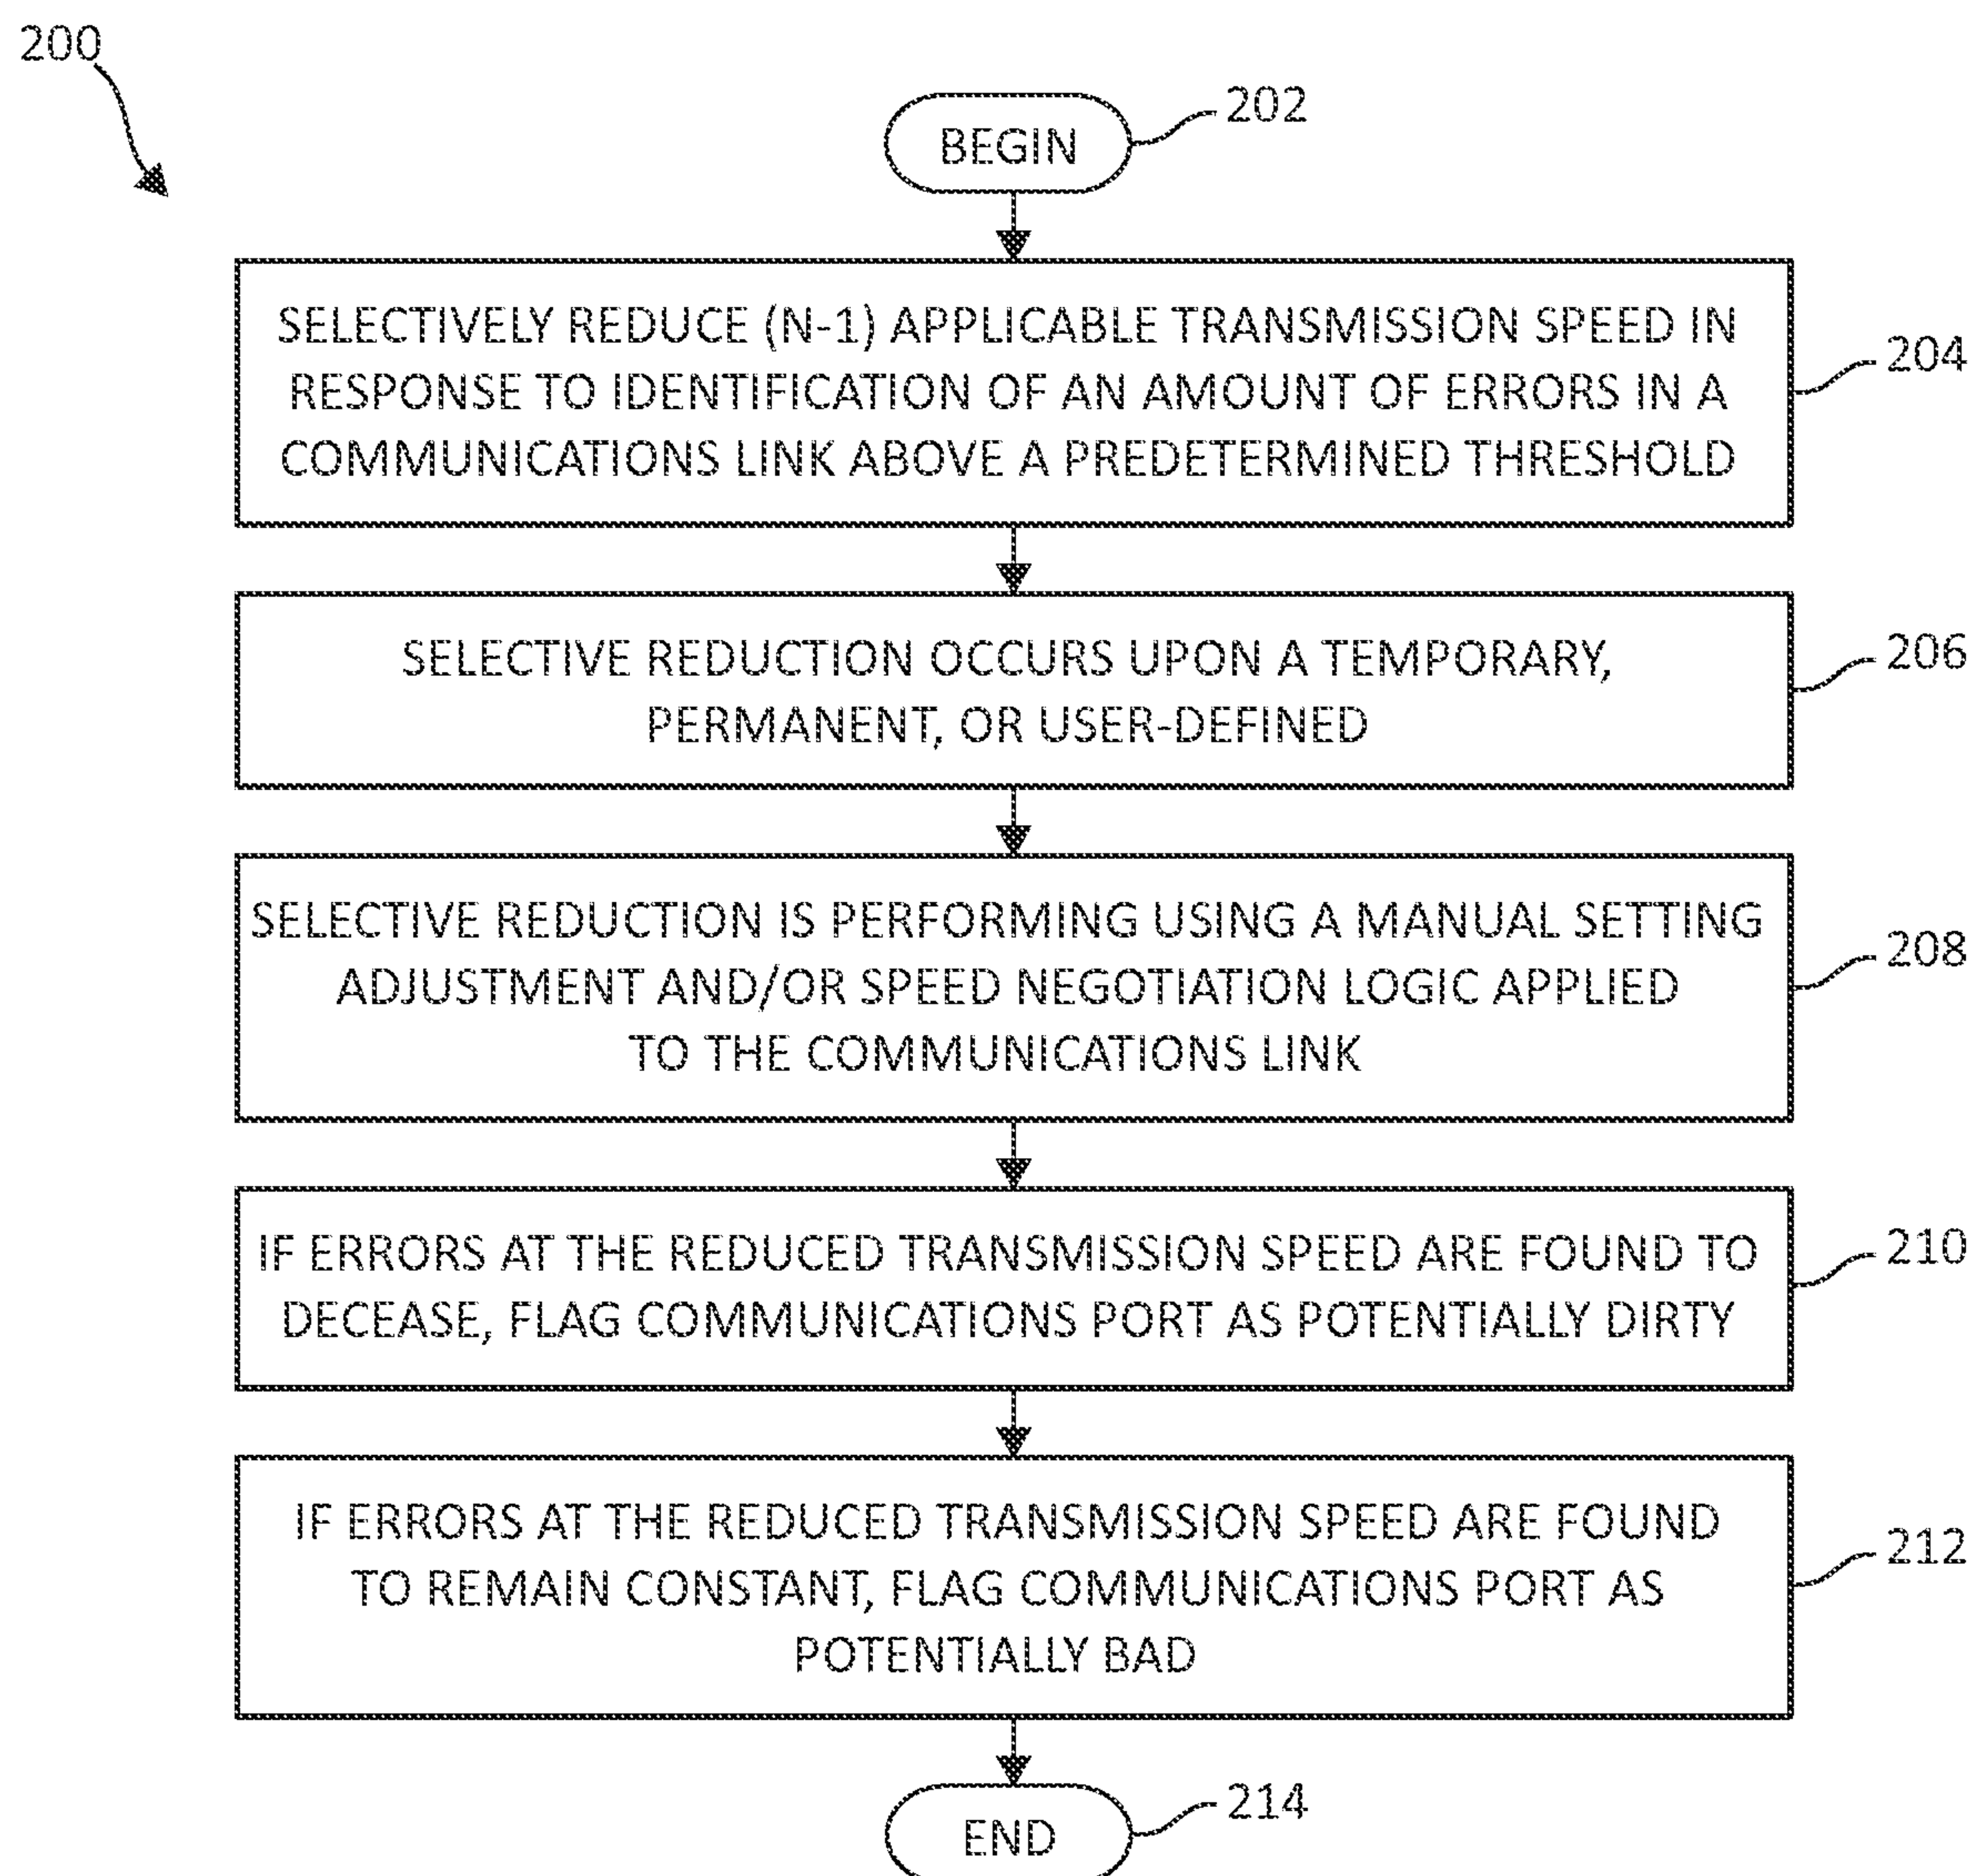 200
BEGIN
202
SELECTIVELY REDUCE (N-1) APPLICABLE TRANSMISSION SPEED IN
RESPONSE TO IDENTIFICATION OF AN AMOUNT OF ERRORS IN A
COMMUNICATIONS LINK ABOVE A PREDETERMINED THRESHOLD
204
SELECTIVE REDUCTION OCCURS UPON A TEMPORARY,
PERMANENT, OR USER-DEFINED
206
SELECTIVE REDUCTION IS PERFORMING USING A MANUAL SETTING
ADJUSTMENT AND/OR SPEED NEGOTIATION LOGIC APPLIED
TO THE COMMUNICATIONS LINK
208
IF ERRORS AT THE REDUCED TRANSMISSION SPEED ARE FOUND TO
DECEASE, FLAG COMMUNICATIONS PORT AS POTENTIALLY DIRTY
210
IF ERRORS AT THE REDUCED TRANSMISSION SPEED ARE FOUND
TO REMAIN CONSTANT, FLAG COMMUNICATIONS PORT AS
POTENTIALLY BAD
212
END
214